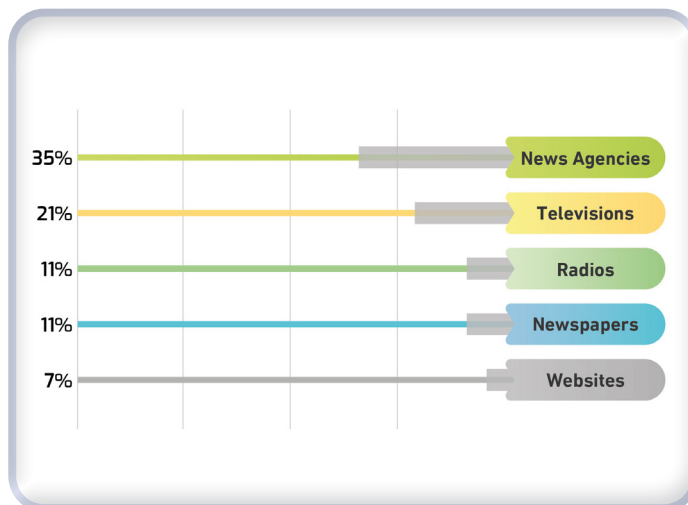 35% News Agencies
21% Televisions
11% Radios
11% Newspapers
7% Websites